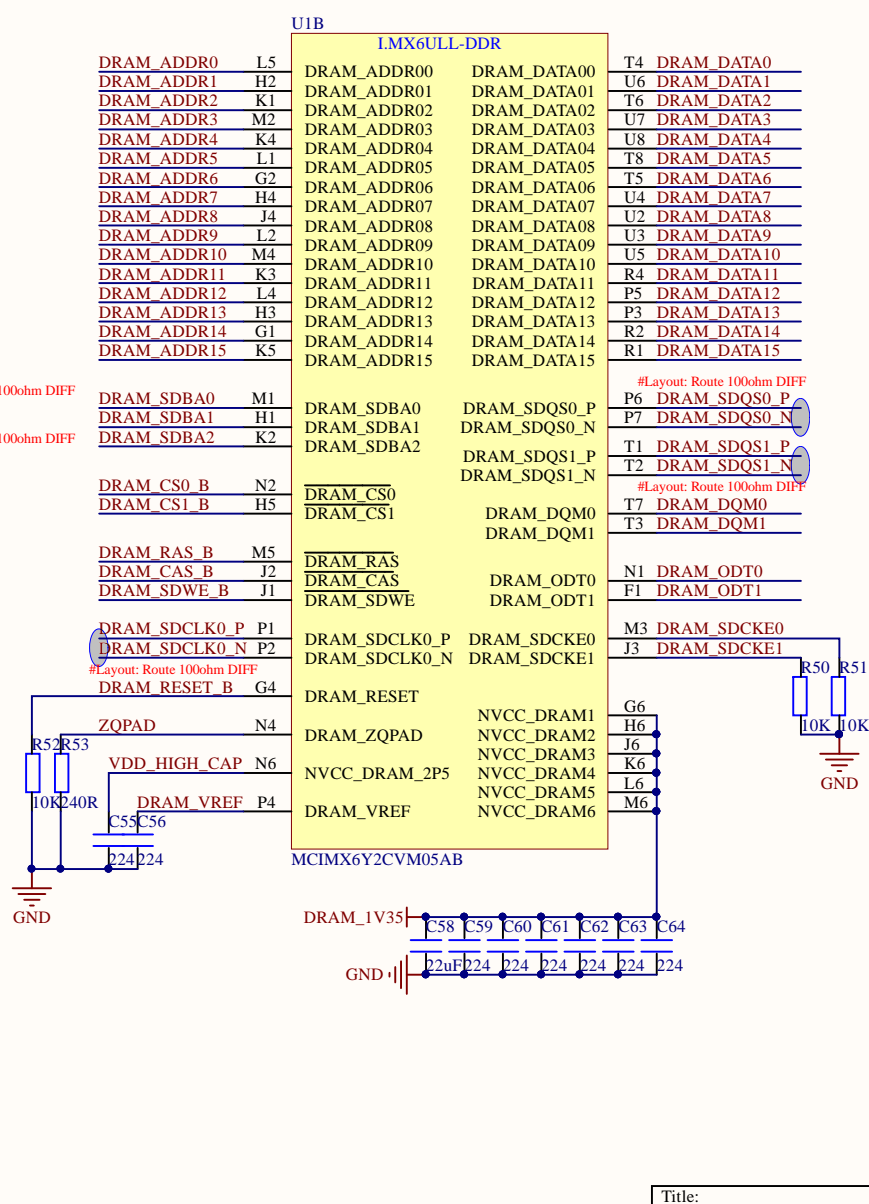 U1B
I.MX6ULL-DDR
DRAM_ADDR0 L5 DRAM_ADDR00 DRAM_DATA00 T4 DRAM_DATA0
DRAM_ADDR1 H2 DRAM_ADDR01 DRAM_DATA01 U6 DRAM_DATA1
DRAM_ADDR2 K1 DRAM_ADDR02 DRAM_DATA02 T6 DRAM_DATA2
DRAM_ADDR3 M2 DRAM_ADDR03 DRAM_DATA03 U7 DRAM_DATA3
DRAM_ADDR4 K4 DRAM_ADDR04 DRAM_DATA04 U8 DRAM_DATA4
DRAM_ADDR5 L1 DRAM_ADDR05 DRAM_DATA05 T8 DRAM_DATA5
DRAM_ADDR6 G2 DRAM_ADDR06 DRAM_DATA06 T5 DRAM_DATA6
DRAM_ADDR7 H4 DRAM_ADDR07 DRAM_DATA07 U4 DRAM_DATA7
DRAM_ADDR8 J4 DRAM_ADDR08 DRAM_DATA08 U2 DRAM_DATA8
DRAM_ADDR9 L2 DRAM_ADDR09 DRAM_DATA09 U3 DRAM_DATA9
DRAM_ADDR10 M4 DRAM_ADDR10 DRAM_DATA10 U5 DRAM_DATA10
DRAM_ADDR11 K3 DRAM_ADDR11 DRAM_DATA11 R4 DRAM_DATA11
DRAM_ADDR12 L4 DRAM_ADDR12 DRAM_DATA12 P5 DRAM_DATA12
DRAM_ADDR13 H3 DRAM_ADDR13 DRAM_DATA13 P3 DRAM_DATA13
DRAM_ADDR14 G1 DRAM_ADDR14 DRAM_DATA14 R2 DRAM_DATA14
DRAM_ADDR15 K5 DRAM_ADDR15 DRAM_DATA15 R1 DRAM_DATA15
100ohm DIFF #Layout: Route 100ohm DIFF
DRAM_SDBA0 M1 DRAM_SDBA0 DRAM_SDQS0_P P6 DRAM_SDQS0_P
DRAM_SDBA1 H1 DRAM_SDBA1 DRAM_SDQS0_N P7 DRAM_SDQS0_N
100ohm DIFF DRAM_SDBA2 K2 DRAM_SDBA2 DRAM_SDQS1_P T1 DRAM_SDQS1_P
DRAM_SDQS1_N T2 DRAM_SDQS1_N
#Layout: Route 100ohm DIFF
DRAM_CS0_B N2 DRAM_CS0
DRAM_CS1_B H5 DRAM_CS1 DRAM_DQM0 T7 DRAM_DQM0
DRAM_DQM1 T3 DRAM_DQM1
DRAM_RAS_B M5 DRAM_RAS
DRAM_CAS_B J2 DRAM_CAS DRAM_ODT0 N1 DRAM_ODT0
DRAM_SDWE_B J1 DRAM_SDWE DRAM_ODT1 F1 DRAM_ODT1
DRAM_SDCLK0_P P1 DRAM_SDCLK0_P DRAM_SDCKE0 M3 DRAM_SDCKE0
DRAM_SDCLK0_N P2 DRAM_SDCLK0_N DRAM_SDCKE1 J3 DRAM_SDCKE1
#Layout: Route 100ohm DIFF R50 R51
DRAM_RESET_B G4 DRAM_RESET
NVCC_DRAM1 G6
ZQPAD N4 DRAM_ZQPAD NVCC_DRAM2 H6 10K 10K
R52 R53 NVCC_DRAM3 J6
VDD_HIGH_CAP N6 NVCC_DRAM_2P5 NVCC_DRAM4 K6
GND
NVCC_DRAM5 L6
10K 240R DRAM_VREF P4 DRAM_VREF NVCC_DRAM6 M6
C55 C56
224 224
MCIMX6Y2CVM05AB
GND DRAM_1V35
C58 C59 C60 C61 C62 C63 C64
GND 22uF 224 224 224 224 224 224
Title: